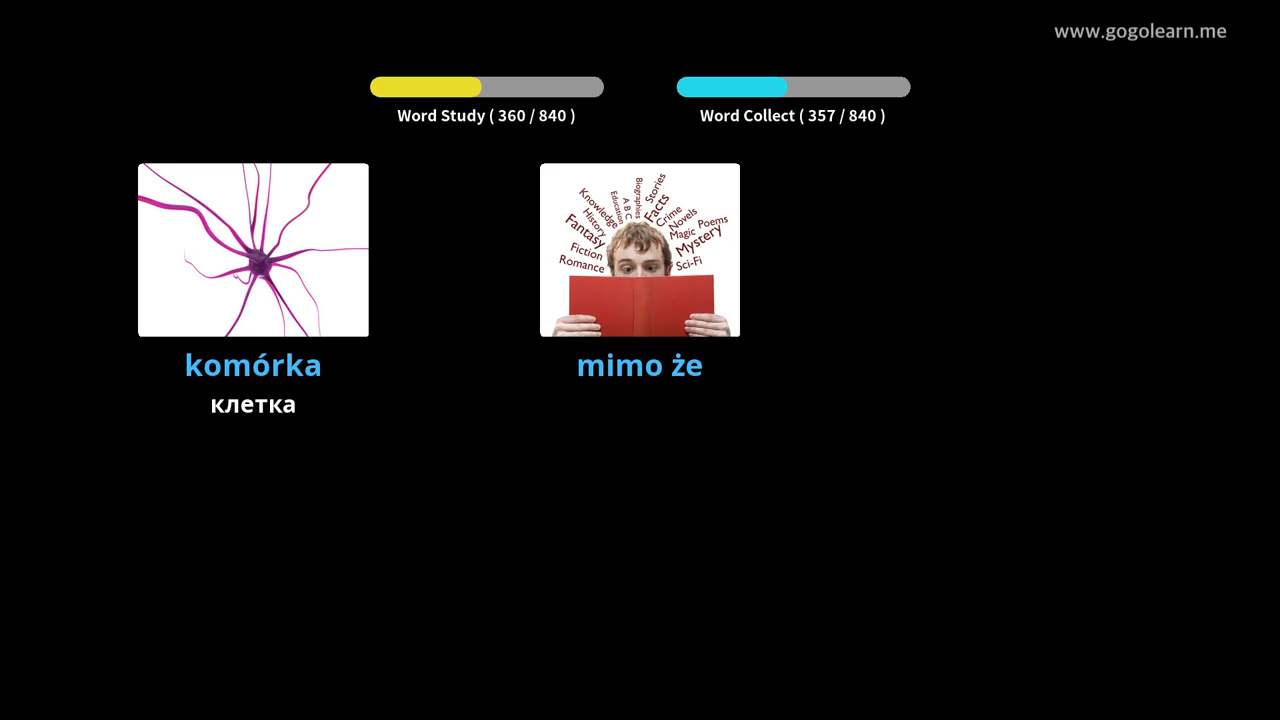 www.gogolearn.me
Word Study ( 360 / 840 )
Word Collect ( 357 / 840 )
Stories
Biographies
Facts
A B C
Education
Knowledge
Crime
Novels
History
Poems
Magic
Fantasy
Mystery
Fiction
Sci-Fi
Romance
komórka
mimo że
клетка